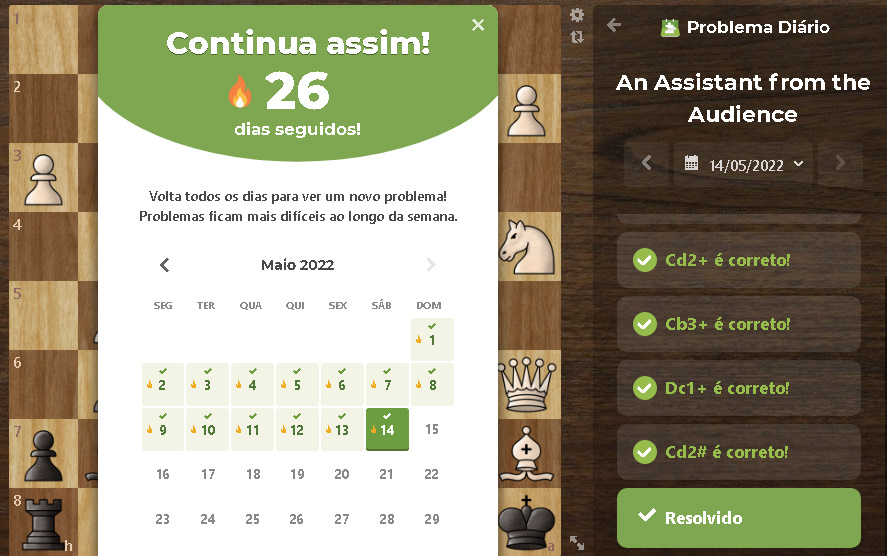 1
2
3
4
5
6
7
8
h
a
Continua assim!
26
dias seguidos!
Volta todos os dias para ver um novo problema!
Problemas ficam mais difíceis ao longo da semana.
Maio 2022
SEG TER QUA QUI SEX SÁB DOM
1
2 3 4 5 6 7 8
9 10 11 12 13 14 15
16 17 18 19 20 21 22
23 24 25 26 27 28 29
Problema Diário
An Assistant from the
Audience
14/05/2022
Cd2+ é correto!
Cb3+ é correto!
Dc1+ é correto!
Cd2# é correto!
Resolvido